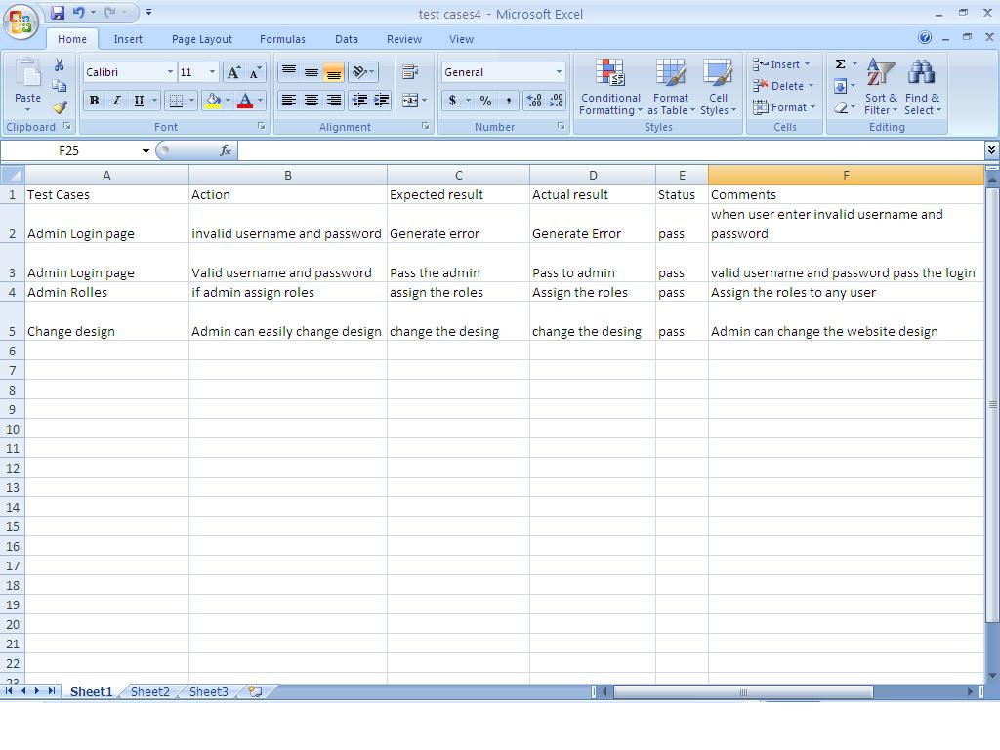 test cases4 - Microsoft Excel
Home Insert Page Layout Formulas Data Review View
Calibri 11 A A General Σ Insert
Paste Conditional Formatting Format as Table Cell Styles Delete Sort & Filter Find & Select
B I U A $ % , .00 .00 Format
Clipboard Font Alignment Number Styles Cells Editing
F25 fx
A B C D E F
1 Test Cases Action Expected result Actual result Status Comments
when user enter invalid username and
2 Admin Login page invalid username and password Generate error Generate Error pass password
3 Admin Login page Valid username and password Pass the admin Pass to admin pass valid username and password pass the login
4 Admin Rolles if admin assign roles assign the roles Assign the roles pass Assign the roles to any user
5 Change design Admin can easily change design change the desing change the desing pass Admin can change the website design
6
7
8
9
10
11
12
13
14
15
16
17
18
19
20
21
22
23
Sheet1 Sheet2 Sheet3